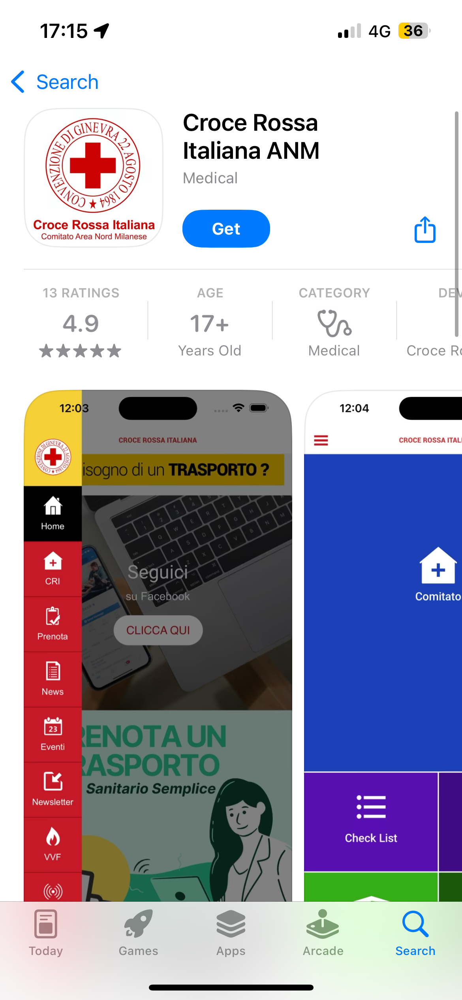 17:15
4G 36
Search
CONVENZIONE DI GINEVRA 22 AGOSTO 1864
Croce Rossa Italiana
Comitato Area Nord Milanese
Croce Rossa
Italiana ANM
Medical
Get
13 RATINGS
4.9
AGE
17+
Years Old
CATEGORY
Medical
DEV
Croce Ro
12:03
CROCE ROSSA ITALIANA
CONVENZIONE DI GINEVRA 22 AGOSTO 1864
isogno di un TRASPORTO ?
Home
CRI
Prenota
News
23
Eventi
Newsletter
VVF
Seguici
su Facebook
CLICCA QUI
RENOTA UN
RASPORTO
Sanitario Semplice
12:04
CROCE ROSSA ITALI
Comitato
Check List
Today
Games
Apps
Arcade
Search